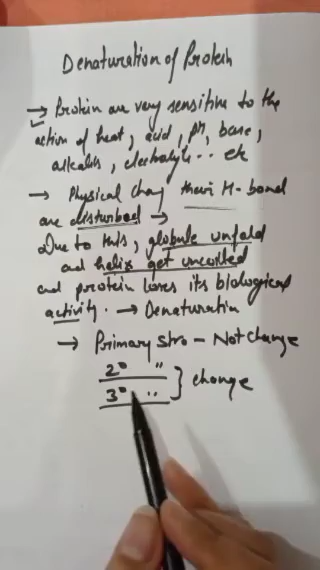 Denaturation of Protein
→ Protein are very sensitive to the
action of heat, acid, pH, base,
alkalis, electrolyte .. etc
→ Physical chang their H-bond
are disturbed →
Due to this, globule unfold
and helix get uncoiled
and protein loses its biological
activity. → Denaturation
→ Primary stro - Not change
2° " } change
3° "